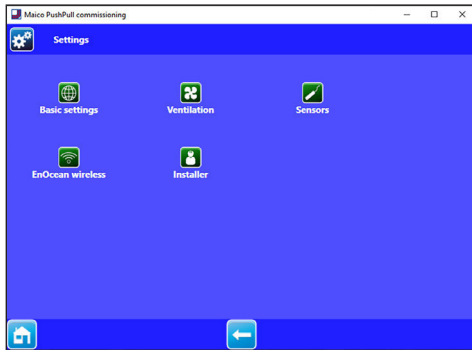 Maico PushPull commissioning
Settings
Basic settings
Ventilation
Sensors
EnOcean wireless
Installer